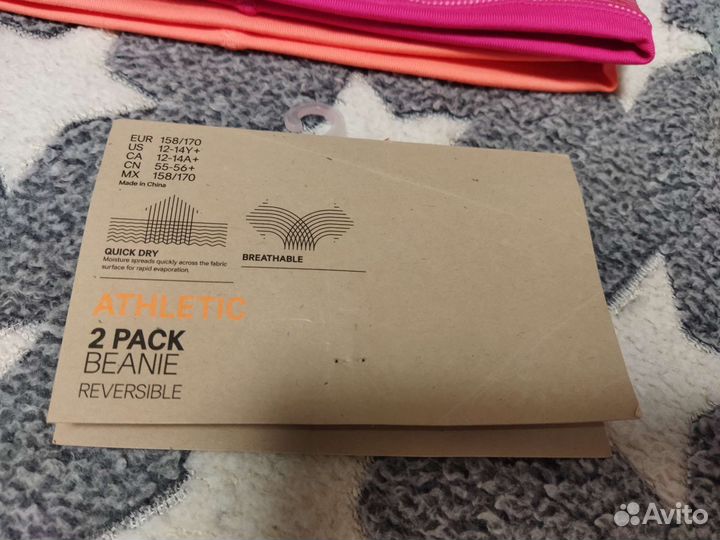 EUR 158/170
US 12-14Y+
CA 12-14A+
CN 55-56+
MX 158/170
Made in China
QUICK DRY
Moisture spreads quickly across the fabric
surface for rapid evaporation.
BREATHABLE
ATHLETIC
2 PACK
BEANIE
REVERSIBLE
Avito